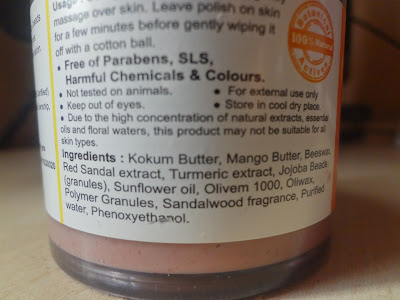 Usage :
massage over skin. Leave polish on skin
for a few minutes before gently wiping it
off with a cotton ball.
• Free of Parabens, SLS,
Harmful Chemicals & Colours.
• Not tested on animals.
• For external use only
• Keep out of eyes.
• Store in cool dry place.
• Due to the high concentration of natural extracts, essential
oils and floral waters, this product may not be suitable for all
skin types.
Ingredients : Kokum Butter, Mango Butter, Beeswax,
Red Sandal extract, Turmeric extract, Jojoba Beads
(granules), Sunflower oil, Olivem 1000, Oliwax,
Polymer Granules, Sandalwood fragrance, Purified
water, Phenoxyethanol.
100% Natural